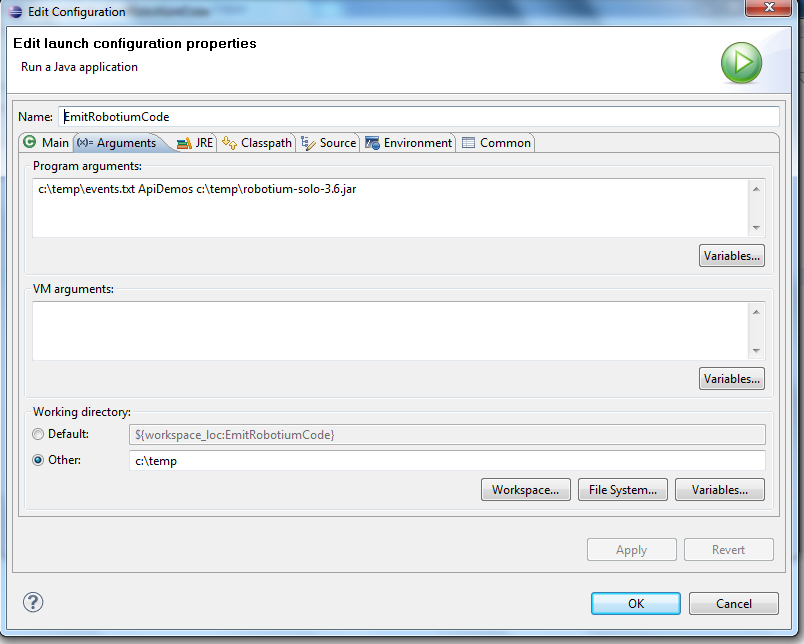 Edit Configuration
Edit launch configuration properties
Run a Java application
Name: EmitRobotiumCode
Main (x)= Arguments JRE Classpath Source Environment Common
Program arguments:
c:\temp\events.txt ApiDemos c:\temp\robotium-solo-3.6.jar
Variables...
VM arguments:
Variables...
Working directory:
Default: ${workspace_loc:EmitRobotiumCode}
Other: c:\temp
Workspace... File System... Variables...
Apply Revert
?
OK Cancel